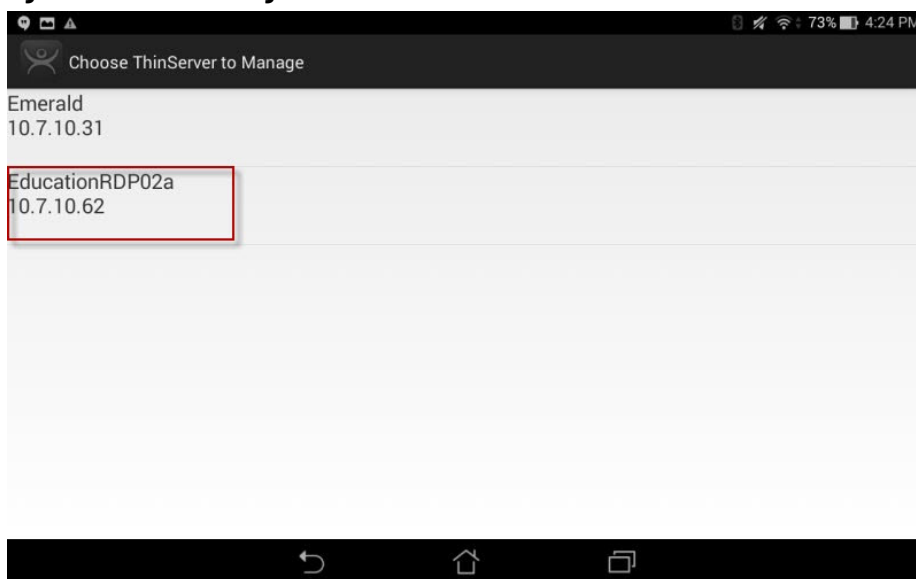 73% 4:24 PM
Choose ThinServer to Manage
Emerald
10.7.10.31
EducationRDP02a
10.7.10.62